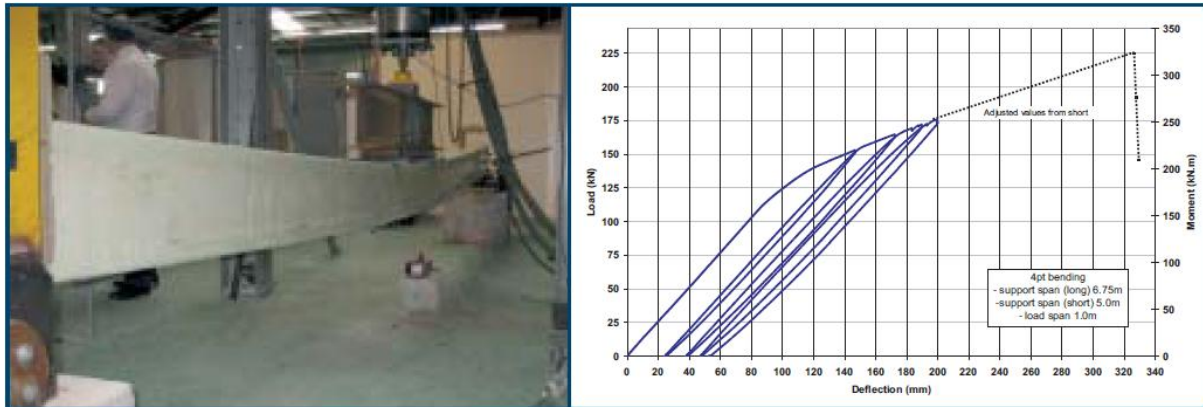 225
200
175
150
125
100
75
50
25
0
Load (kN)
0 20 40 60 80 100 120 140 160 180 200 220 240 260 280 300 320 340
Deflection (mm)
350
300
250
200
150
100
50
0
Moment (kN.m)
Adjusted values from short
4pt bending
- support span (long) 6.75m
-support span (short) 5.0m
- load span 1.0m